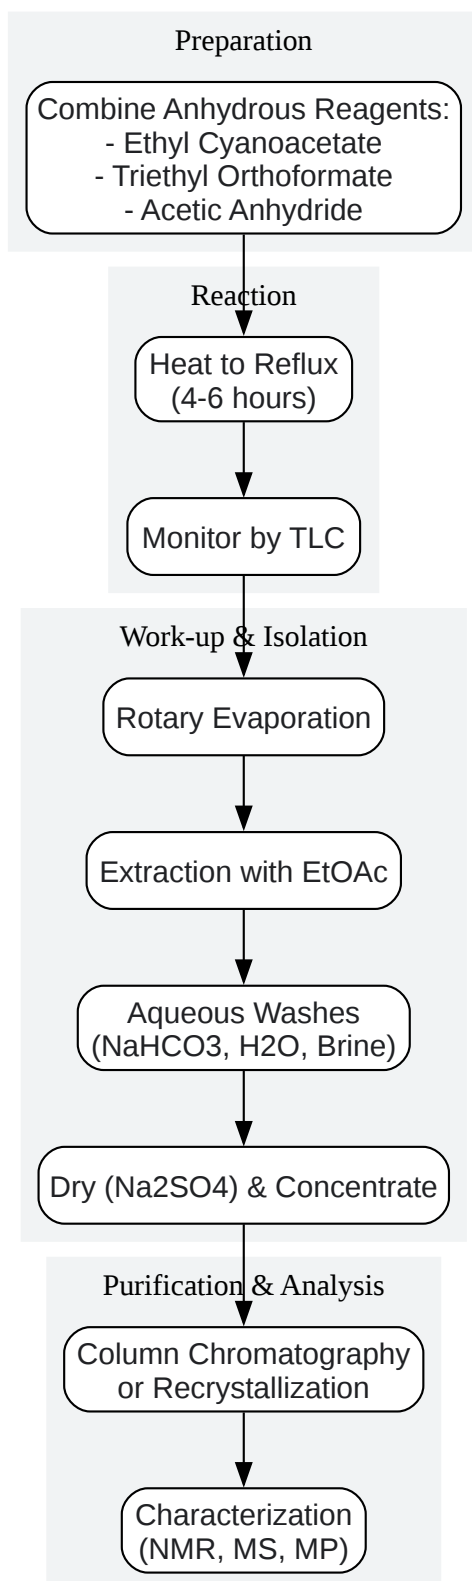 Preparation
Combine Anhydrous Reagents:
- Ethyl Cyanoacetate
- Triethyl Orthoformate
- Acetic Anhydride
Reaction
Heat to Reflux
(4-6 hours)
Monitor by TLC
Work-up & Isolation
Rotary Evaporation
Extraction with EtOAc
Aqueous Washes
(NaHCO3, H2O, Brine)
Dry (Na2SO4) & Concentrate
Purification & Analysis
Column Chromatography
or Recrystallization
Characterization
(NMR, MS, MP)